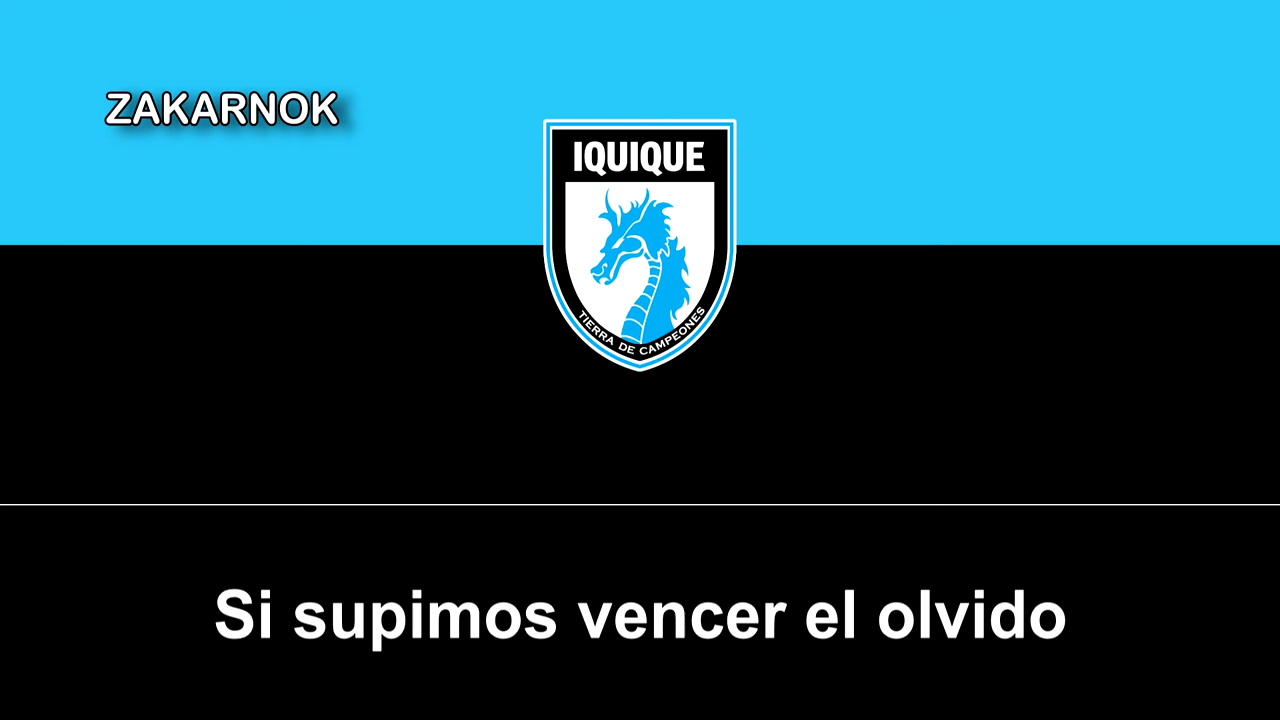 ZAKARNOK
IQUIQUE
TIERRA DE CAMPEONES
Si supimos vencer el olvido